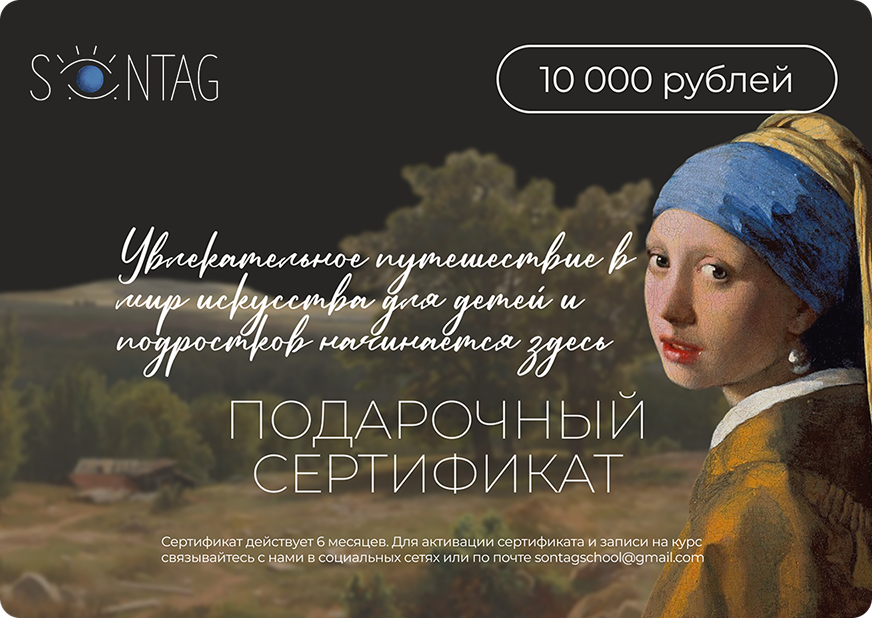 SONTAG
10 000 рублей
Увлекательное путешествие в
мир искусства для детей и
подростков начинается здесь
ПОДАРОЧНЫЙ
СЕРТИФИКАТ
Сертификат действует 6 месяцев. Для активации сертификата и записи на курс
связывайтесь с нами в социальных сетях или по почте sontagschool@gmail.com